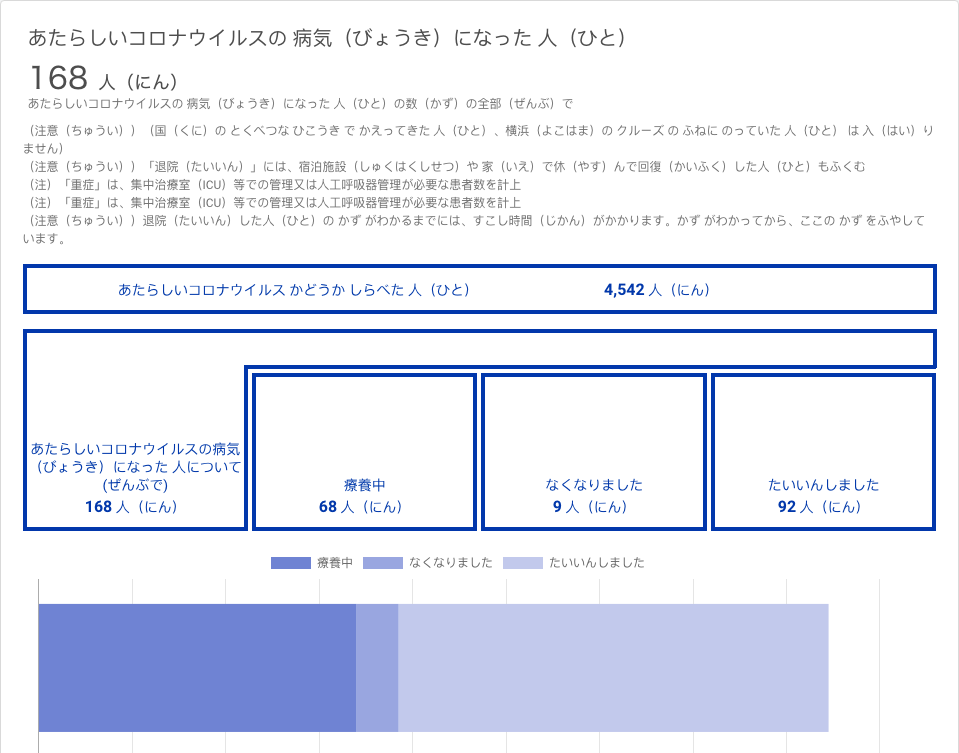 あたらしいコロナウイルスの 病気（びょうき）になった 人（ひと）
168 人（にん）
あたらしいコロナウイルスの 病気（びょうき）になった 人（ひと）の数（かず）の全部（ぜんぶ）で
（注意（ちゅうい））（国（くに）の とくべつな ひこうき で かえってきた 人（ひと）、横浜（よこはま）の クルーズ の ふねに のっていた 人（ひと） は 入（はい）り
ません）
（注意（ちゅうい））「退院（たいいん）」には、宿泊施設（しゅくはくしせつ）や 家（いえ）で休（やす）んで回復（かいふく）した人（ひと）もふくむ
（注）「重症」は、集中治療室（ICU）等での管理又は人工呼吸器管理が必要な患者数を計上
（注）「重症」は、集中治療室（ICU）等での管理又は人工呼吸器管理が必要な患者数を計上
（注意（ちゅうい））退院（たいいん）した人（ひと）の かず がわかるまでには、すこし時間（じかん）がかかります。かず がわかってから、ここの かず をふやして
います。
あたらしいコロナウイルス かどうか しらべた 人（ひと） 4,542 人（にん）
あたらしいコロナウイルスの病気
（びょうき）になった 人について
(ぜんぶで)
168 人（にん）
療養中
68 人（にん）
なくなりました
9 人（にん）
たいいんしました
92 人（にん）
療養中 なくなりました たいいんしました